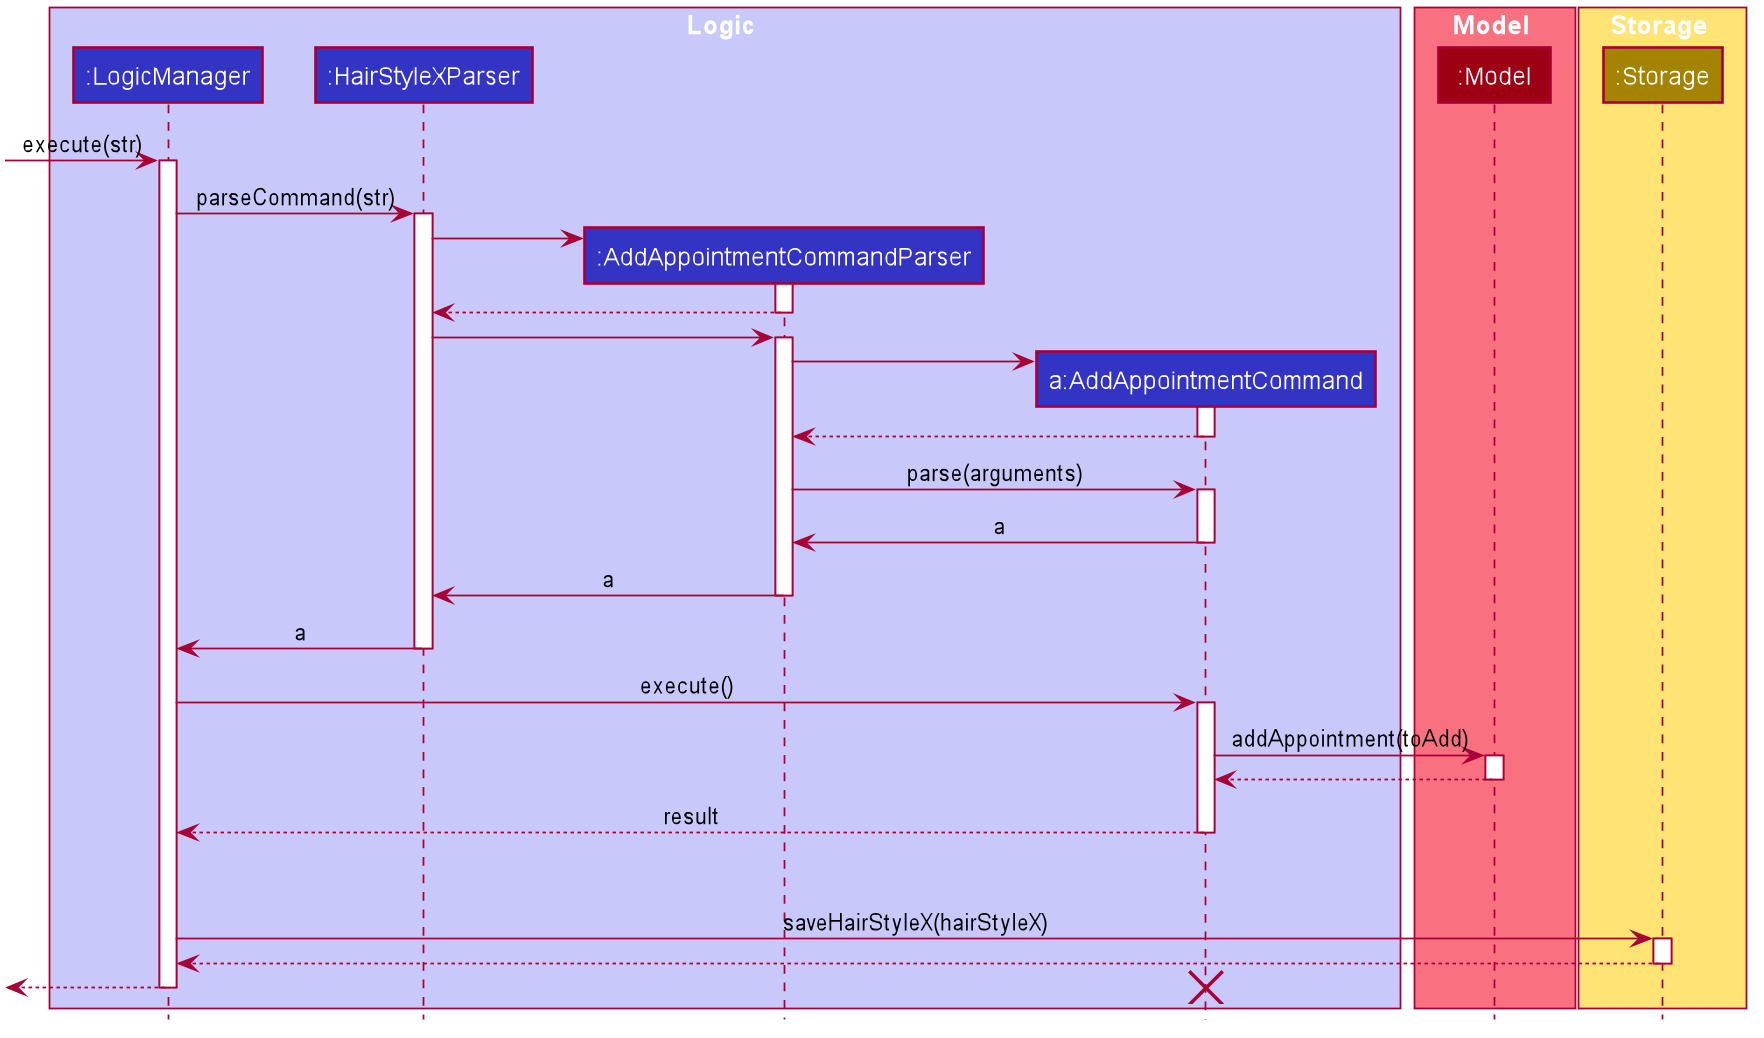 Logic
Model
Storage
:LogicManager
:HairStyleXParser
:Model
:Storage
execute(str)
parseCommand(str)
:AddAppointmentCommandParser
a:AddAppointmentCommand
parse(arguments)
a
a
a
execute()
addAppointment(toAdd)
result
saveHairStyleX(hairStyleX)